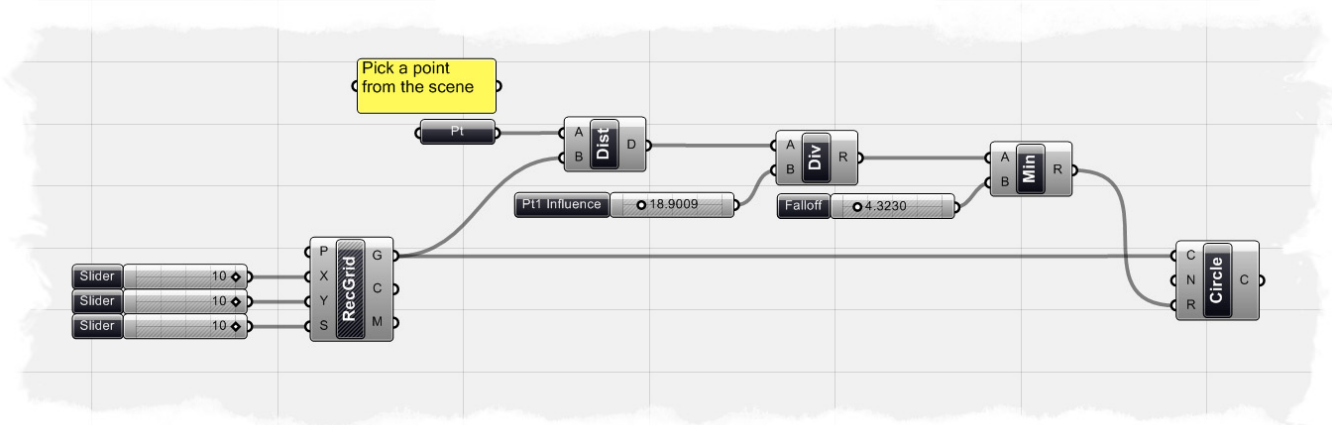 Pick a point
from the scene
Pt
A
B
Dist
D
A
B
Div
R
A
B
Min
R
Pt1 Influence
18.9009
Falloff
4.3230
P
X
Y
S
RecGrid
G
C
M
Slider
10
Slider
10
Slider
10
C
N
R
Circle
C